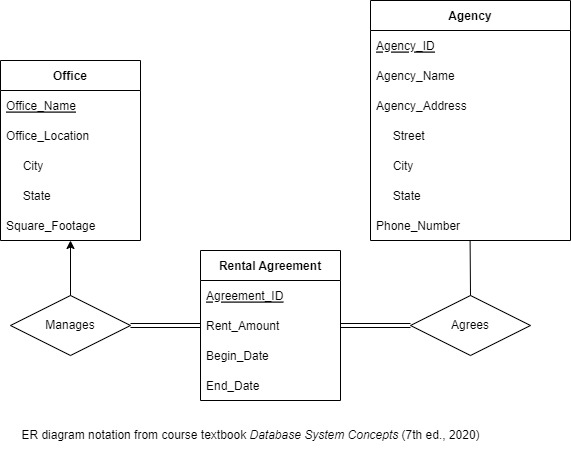 Office
Office_Name
Office_Location
City
State
Square_Footage
Agency
Agency_ID
Agency_Name
Agency_Address
Street
City
State
Phone_Number
Rental Agreement
Agreement_ID
Rent_Amount
Begin_Date
End_Date
Manages
Agrees
ER diagram notation from course textbook Database System Concepts (7th ed., 2020)